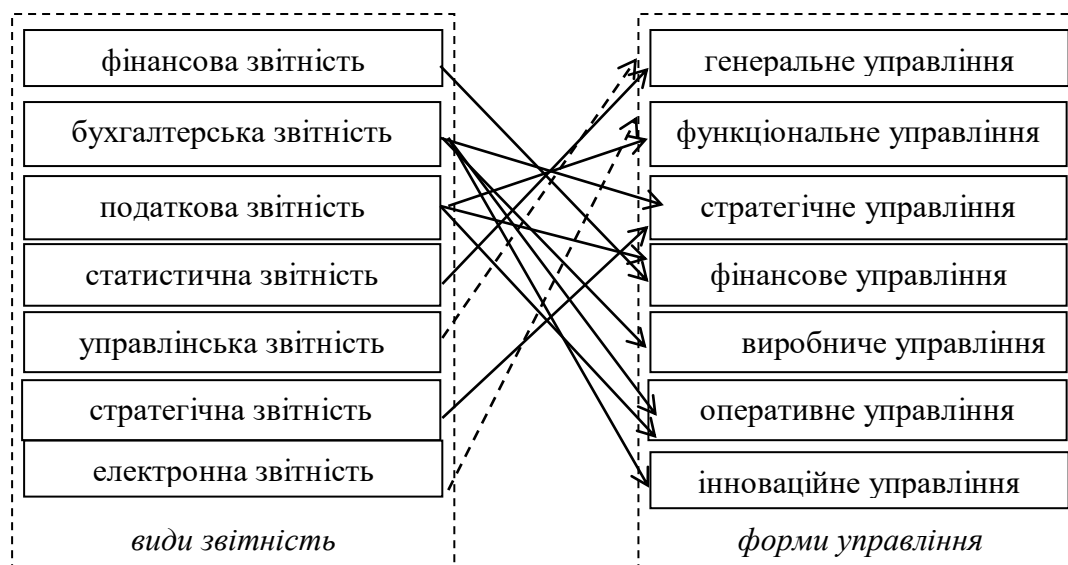 фінансова звітність
бухгалтерська звітність
податкова звітність
статистична звітність
управлінська звітність
стратегічна звітність
електронна звітність
види звітність
генеральне управління
функціональне управління
стратегічне управління
фінансове управління
виробниче управління
оперативне управління
інноваційне управління
форми управління